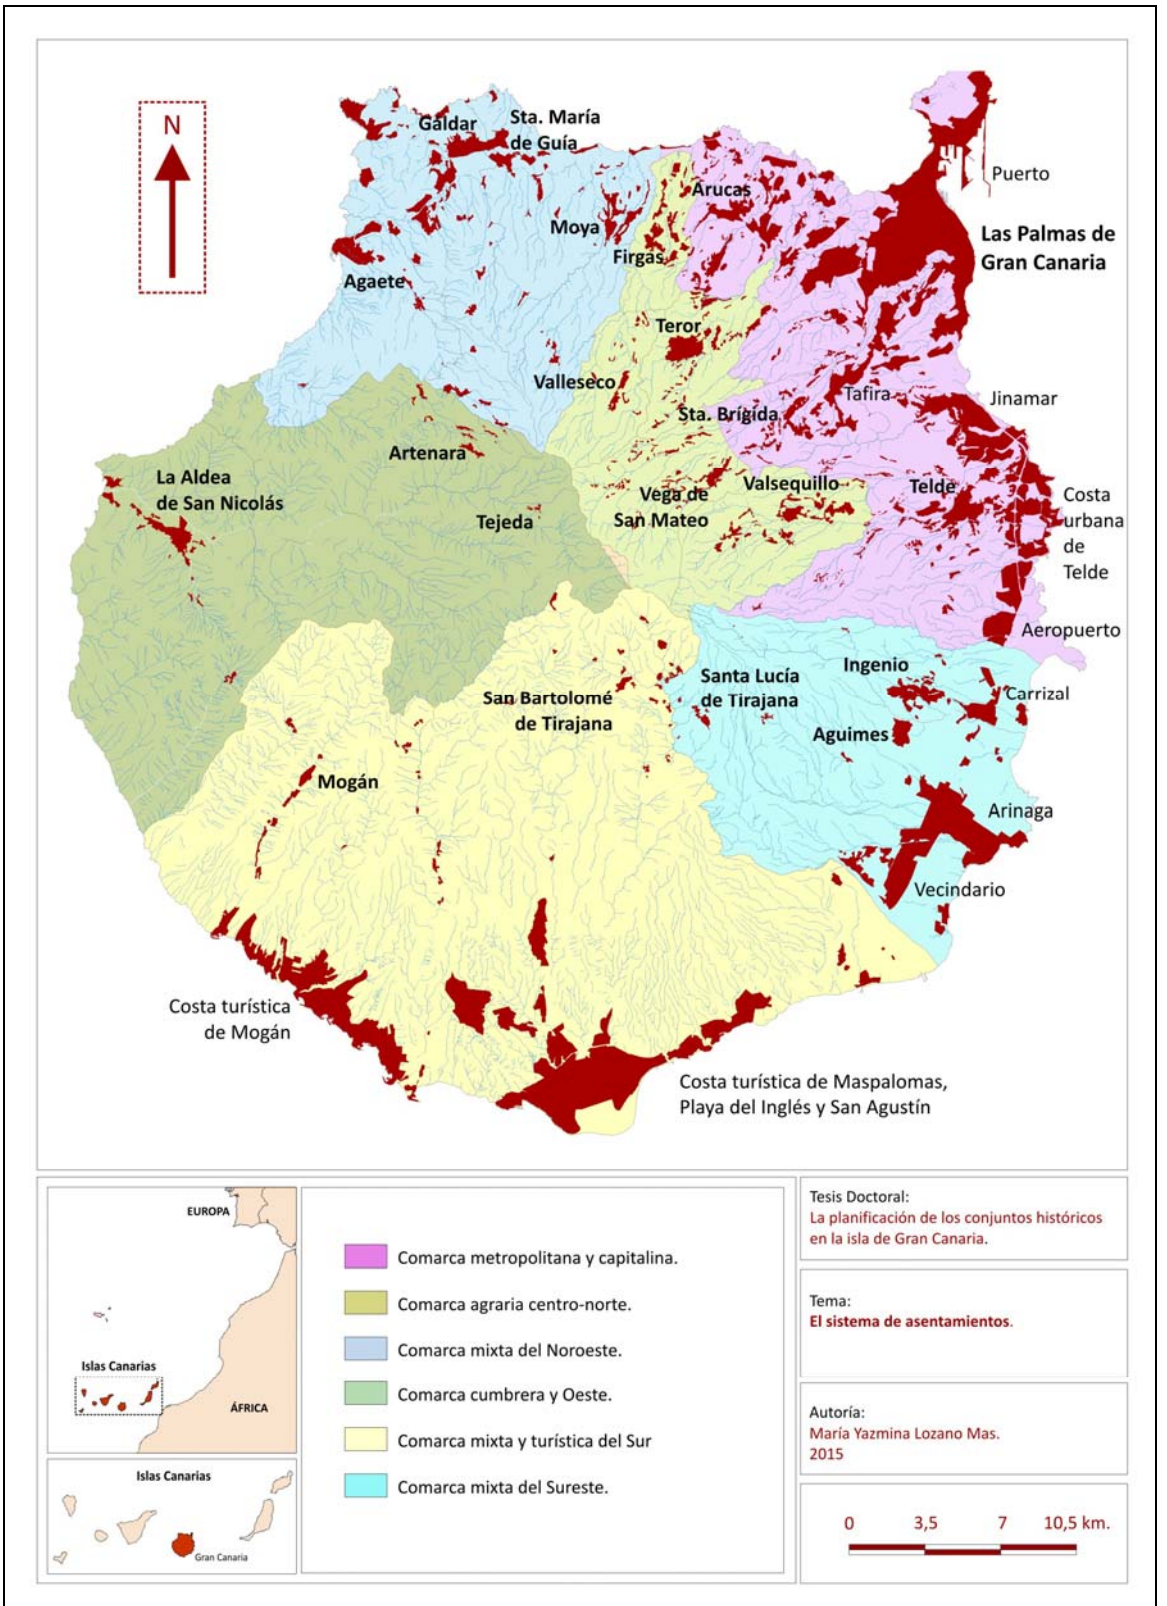 N
Gáldar
Sta. María
de Guía
Puerto
Arucas
Moya
Las Palmas de
Gran Canaria
Firgas
Agaete
Teror
Valleseco
Tafira
Jinamar
Sta. Brígida
Artenara
La Aldea
de San Nicolás
Vega de
San Mateo
Valsequillo
Telde
Costa
urbana
de
Telde
Tejeda
Aeropuerto
Ingenio
Santa Lucía
de Tirajana
San Bartolomé
de Tirajana
Carrizal
Aguimes
Mogán
Arinaga
Vecindario
Costa turística
de Mogán
Costa turística de Maspalomas,
Playa del Inglés y San Agustín
EUROPA
Islas Canarias
ÁFRICA
Islas Canarias
Gran Canaria
Comarca metropolitana y capitalina.
Comarca agraria centro-norte.
Comarca mixta del Noroeste.
Comarca cumbrera y Oeste.
Comarca mixta y turística del Sur
Comarca mixta del Sureste.
Tesis Doctoral:
La planificación de los conjuntos históricos
en la isla de Gran Canaria.
Tema:
El sistema de asentamientos.
Autoría:
María Yazmina Lozano Mas.
2015
0 3,5 7 10,5 km.